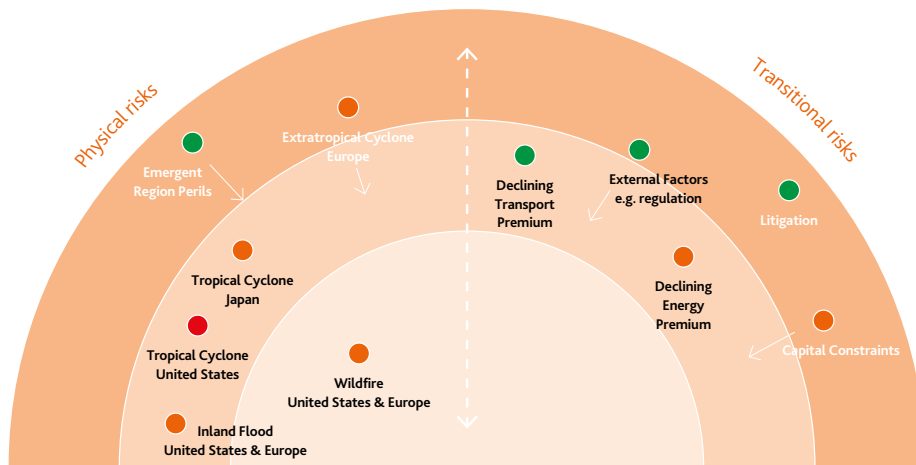 Physical risks
Transitional risks
Extratropical Cyclone
Europe
Emergent
Region Perils
Declining
Transport
Premium
External Factors
e.g. regulation
Litigation
Tropical Cyclone
Japan
Declining
Energy
Premium
Tropical Cyclone
United States
Capital Constraints
Wildfire
United States & Europe
Inland Flood
United States & Europe